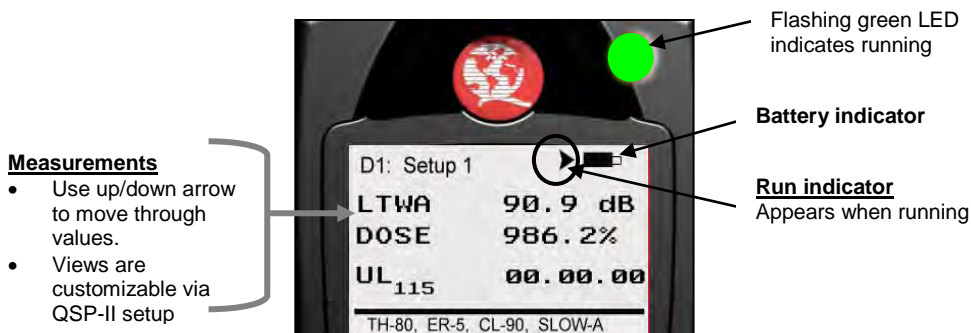 Flashing green LED
indicates running
Battery indicator
Run indicator
Appears when running
Measurements
• Use up/down arrow
to move through
values.
• Views are
customizable via
QSP-II setup
D1: Setup 1
LTWA 90.9 dB
DOSE 986.2%
UL115 00.00.00
TH-80, ER-5, CL-90, SLOW-A